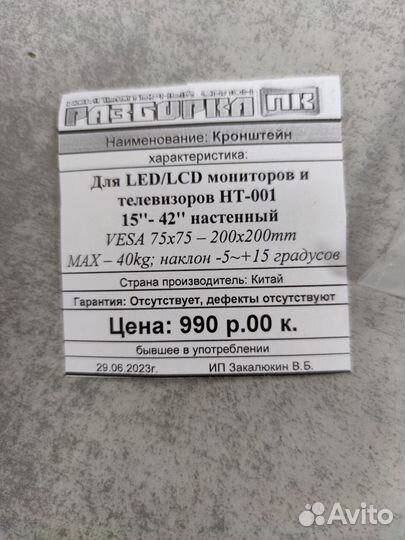 КОМПЬЮТЕРНЫЙ САЛОН
РАЗБОРКА ПК
Наименование: Кронштейн
характеристика:
Для LED/LCD мониторов и
телевизоров HT-001
15''- 42'' настенный
VESA 75x75 – 200x200mm
MAX – 40kg; наклон -5~+15 градусов
Страна производитель: Китай
Гарантия: Отсутствует, дефекты отсутствуют
Цена: 990 р.00 к.
бывшее в употреблении
29.06.2023г. ИП Закалюкин В.Б.
Avito